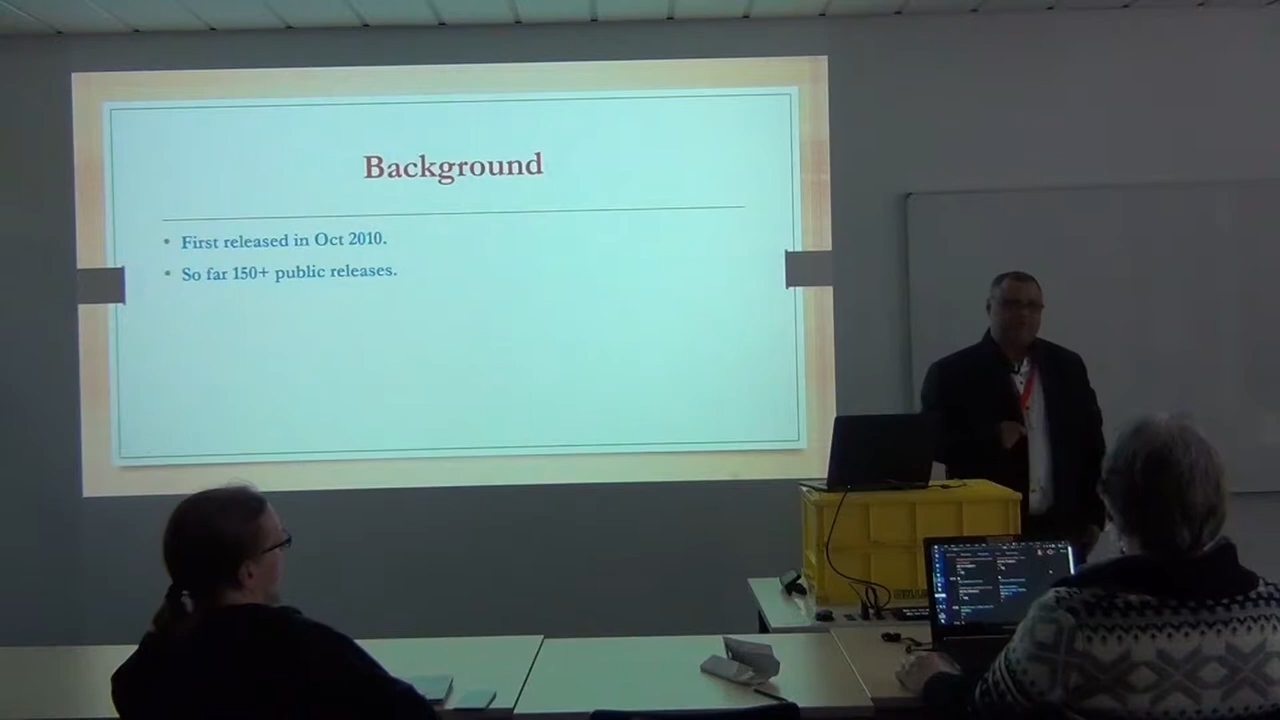 Background
• First released in Oct 2010.
• So far 150+ public releases.